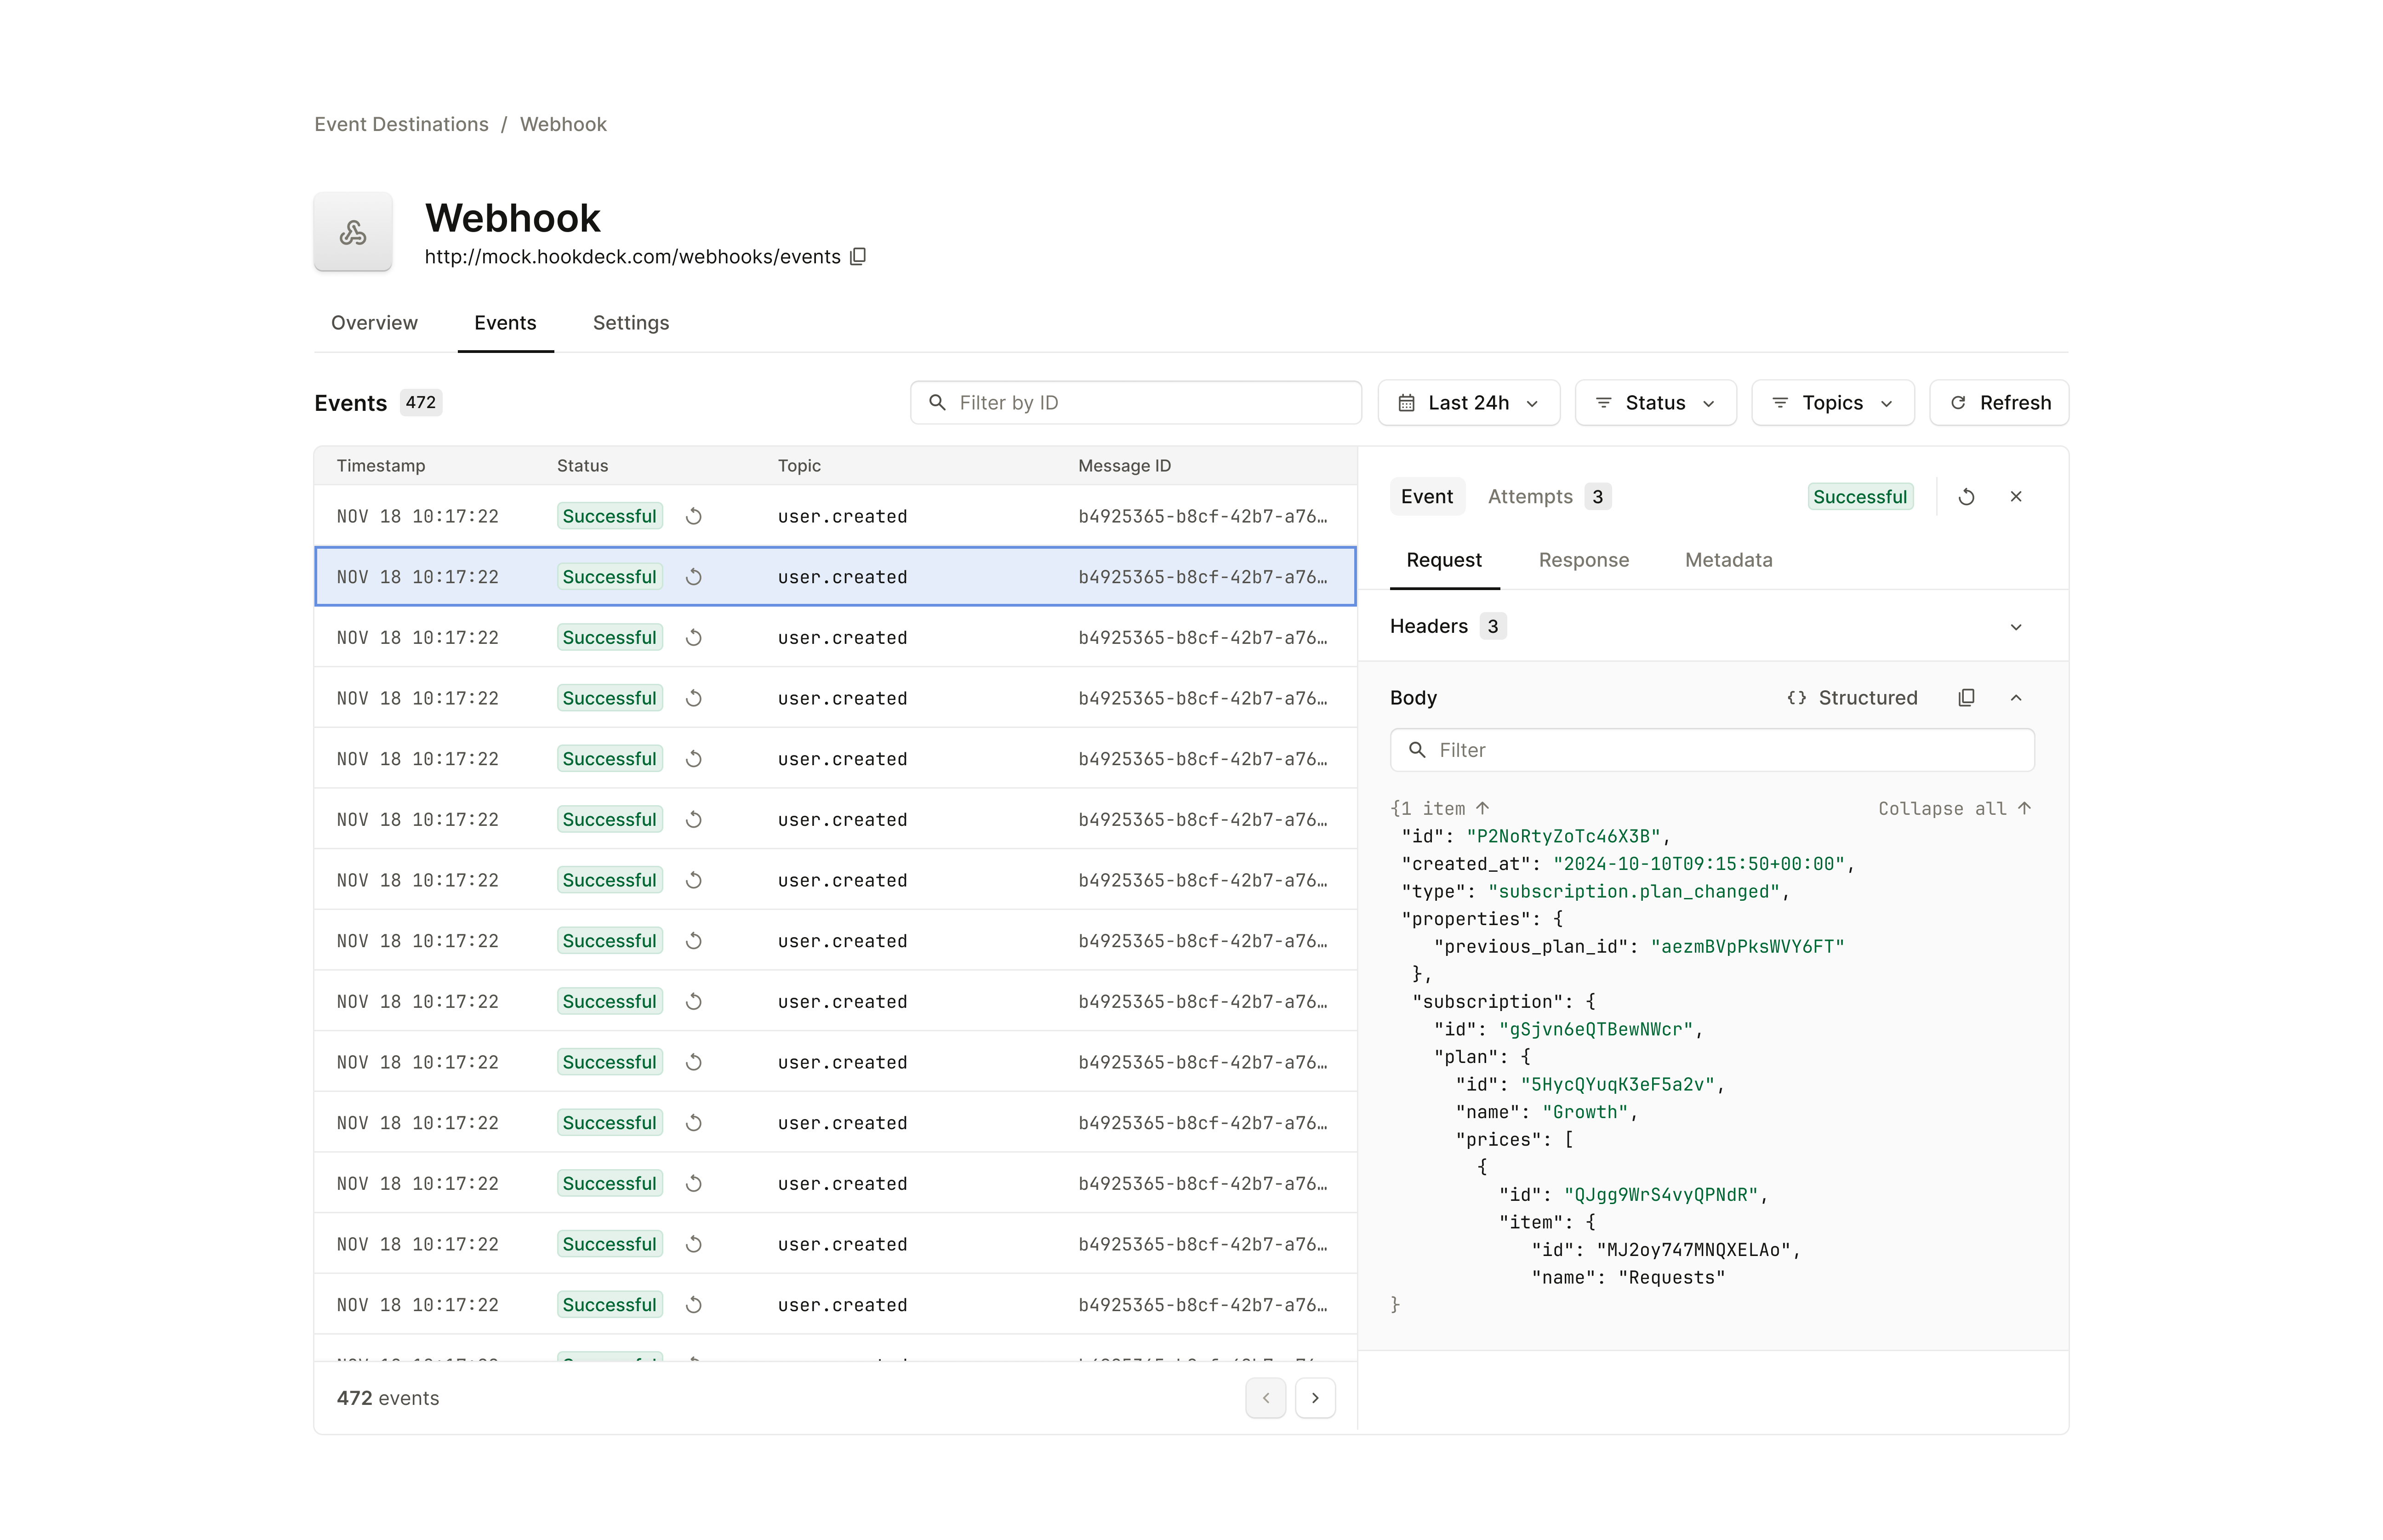 Event Destinations / Webhook
Webhook
http://mock.hookdeck.com/webhooks/events
Overview Events Settings
Events 472 Filter by ID Last 24h Status Topics Refresh
Timestamp Status Topic Message ID
NOV 18 10:17:22 Successful user.created b4925365-b8cf-42b7-a76…
NOV 18 10:17:22 Successful user.created b4925365-b8cf-42b7-a76…
NOV 18 10:17:22 Successful user.created b4925365-b8cf-42b7-a76…
NOV 18 10:17:22 Successful user.created b4925365-b8cf-42b7-a76…
NOV 18 10:17:22 Successful user.created b4925365-b8cf-42b7-a76…
NOV 18 10:17:22 Successful user.created b4925365-b8cf-42b7-a76…
NOV 18 10:17:22 Successful user.created b4925365-b8cf-42b7-a76…
NOV 18 10:17:22 Successful user.created b4925365-b8cf-42b7-a76…
NOV 18 10:17:22 Successful user.created b4925365-b8cf-42b7-a76…
NOV 18 10:17:22 Successful user.created b4925365-b8cf-42b7-a76…
NOV 18 10:17:22 Successful user.created b4925365-b8cf-42b7-a76…
NOV 18 10:17:22 Successful user.created b4925365-b8cf-42b7-a76…
NOV 18 10:17:22 Successful user.created b4925365-b8cf-42b7-a76…
NOV 18 10:17:22 Successful user.created b4925365-b8cf-42b7-a76…
472 events
Event Attempts 3 Successful
Request Response Metadata
Headers 3
Body {} Structured
Filter
{1 item ↑ Collapse all ↑
"id": "P2NoRtyZoTc46X3B",
"created_at": "2024-10-10T09:15:50+00:00",
"type": "subscription.plan_changed",
"properties": {
"previous_plan_id": "aezmBVpPksWVY6FT"
},
"subscription": {
"id": "gSjvn6eQTBewNWcr",
"plan": {
"id": "5HycQYuqK3eF5a2v",
"name": "Growth",
"prices": [
{
"id": "QJgg9WrS4vyQPNdR",
"item": {
"id": "MJ2oy747MNQXELAo",
"name": "Requests"
}